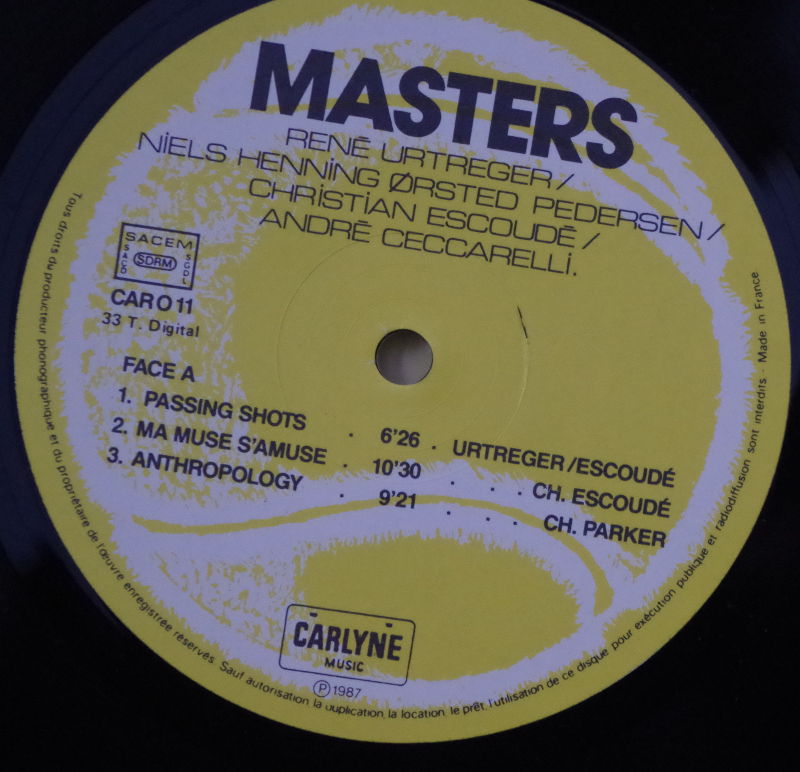 MASTERS
RENÉ URTREGER/
NIELS HENNING ØRSTED PEDERSEN/
CHRISTIAN ESCOUDÉ/
ANDRÉ CECCARELLI.
SACEM
SACD
SDRM
SGDL
CAR O 11
33 T. Digital
FACE A
1. PASSING SHOTS . 6'26 . URTREGER/ESCOUDÉ
2. MA MUSE S'AMUSE . 10'30 . . . CH. ESCOUDÉ
3. ANTHROPOLOGY . 9'21 . . . CH. PARKER
CARLYNE
MUSIC
℗ 1987
Tous droits du producteur phonographique et du propriétaire de l'œuvre enregistrée réservés. Sauf autorisation la duplication, la location, le prêt, l'utilisation de ce disque pour exécution publique et radiodiffusion sont interdits - Made in France